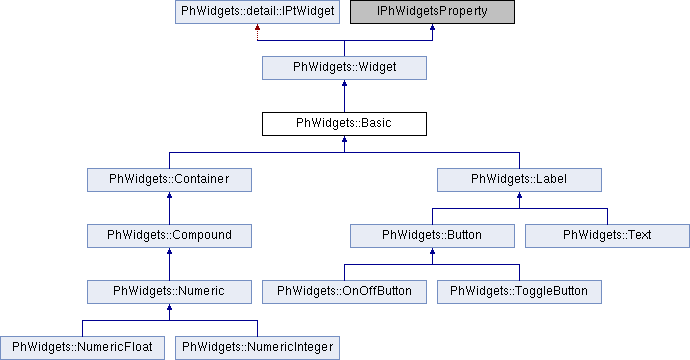 PhWidgets::detail::IPtWidget
IPhWidgetsProperty
PhWidgets::Widget
PhWidgets::Basic
PhWidgets::Container
PhWidgets::Label
PhWidgets::Compound
PhWidgets::Button
PhWidgets::Text
PhWidgets::Numeric
PhWidgets::OnOffButton
PhWidgets::ToggleButton
PhWidgets::NumericFloat
PhWidgets::NumericInteger